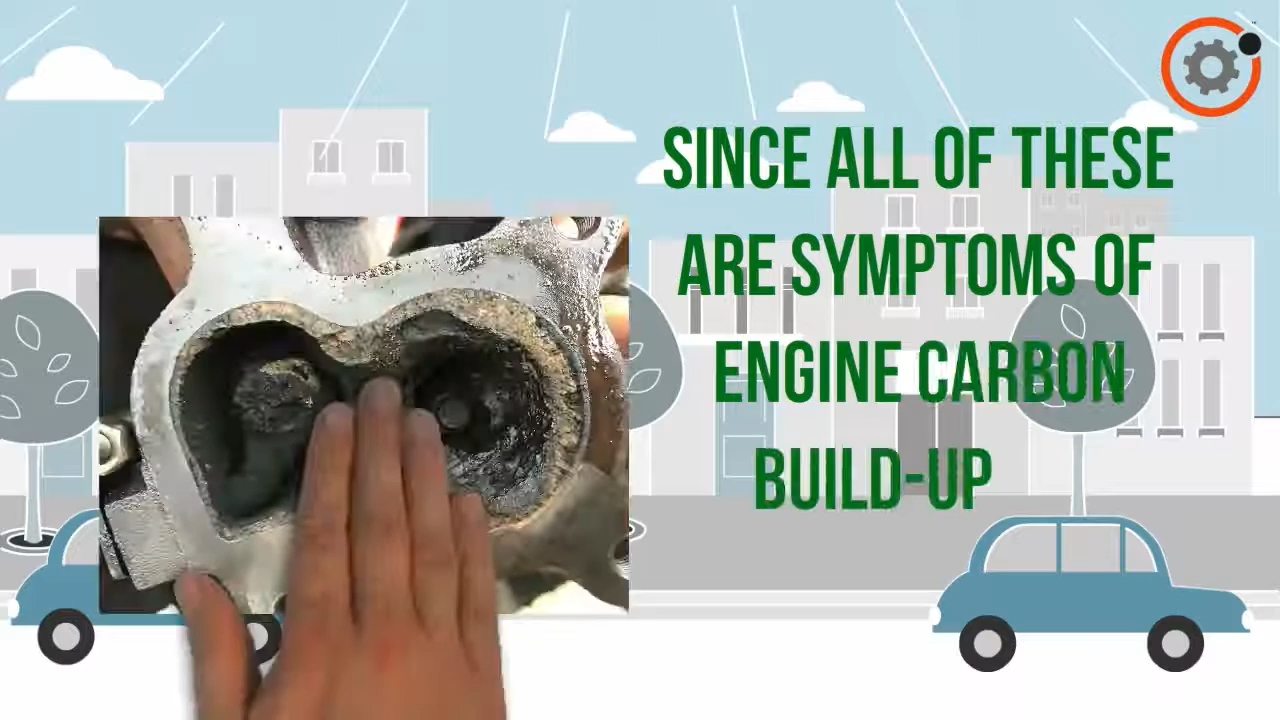 SINCE ALL OF THESE
ARE SYMPTOMS OF
ENGINE CARBON
BUILD-UP